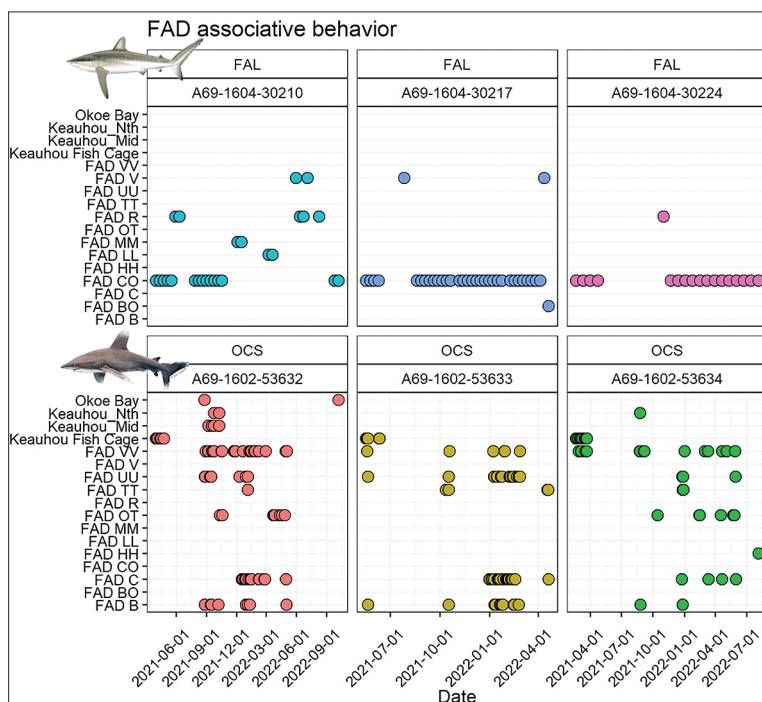 FAD associative behavior
FAL
FAL
FAL
A69-1604-30210
A69-1604-30217
A69-1604-30224
Okoe Bay
Keauhou_Nth
Keauhou_Mid
Keauhou Fish Cage
FAD VV
FAD V
FAD UU
FAD TT
FAD R
FAD OT
FAD MM
FAD LL
FAD HH
FAD CO
FAD C
FAD BO
FAD B
OCS
OCS
OCS
A69-1602-53632
A69-1602-53633
A69-1602-53634
Okoe Bay
Keauhou_Nth
Keauhou_Mid
Keauhou Fish Cage
FAD VV
FAD V
FAD UU
FAD TT
FAD R
FAD OT
FAD MM
FAD LL
FAD HH
FAD CO
FAD C
FAD BO
FAD B
2021-06-01
2021-09-01
2021-12-01
2022-03-01
2022-06-01
2022-09-01
2021-07-01
2021-10-01
2022-01-01
2022-04-01
2021-04-01
2021-07-01
2021-10-01
2022-01-01
2022-04-01
2022-07-01
Date